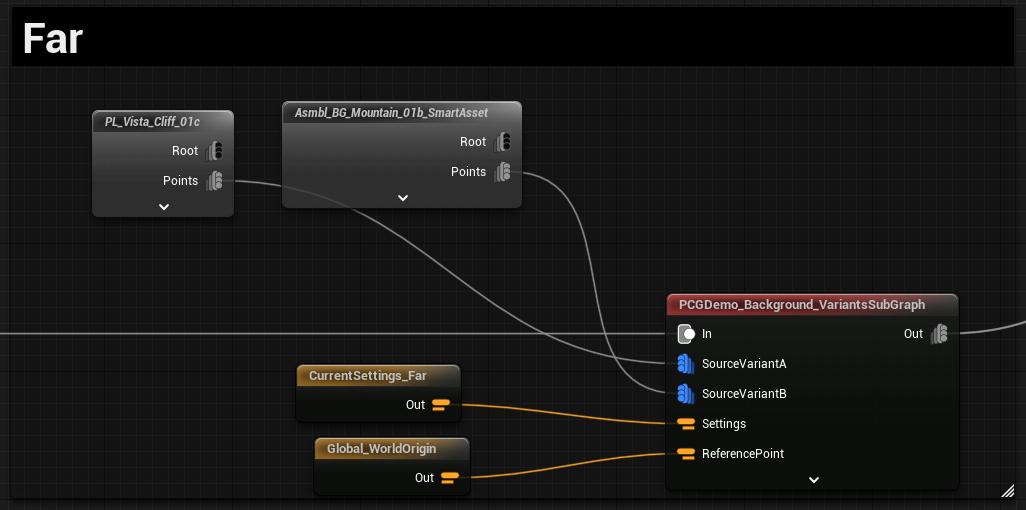 Far
PL_Vista_Cliff_01c
Root
Points
Asmbl_BG_Mountain_01b_SmartAsset
Root
Points
CurrentSettings_Far
Out
Global_WorldOrigin
Out
PCGDemo_Background_VariantsSubGraph
In
Out
SourceVariantA
SourceVariantB
Settings
ReferencePoint